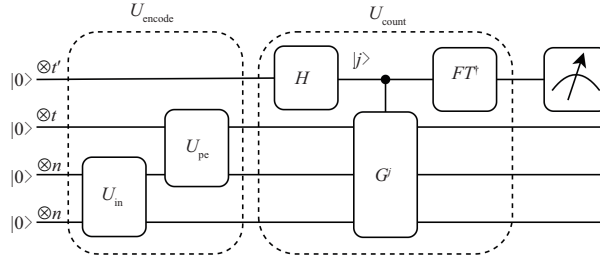 U_encode
U_count
|0> ⊗t' H |j> FT†
|0> ⊗t
U_pe
|0> ⊗n
G^j
U_in
|0> ⊗n